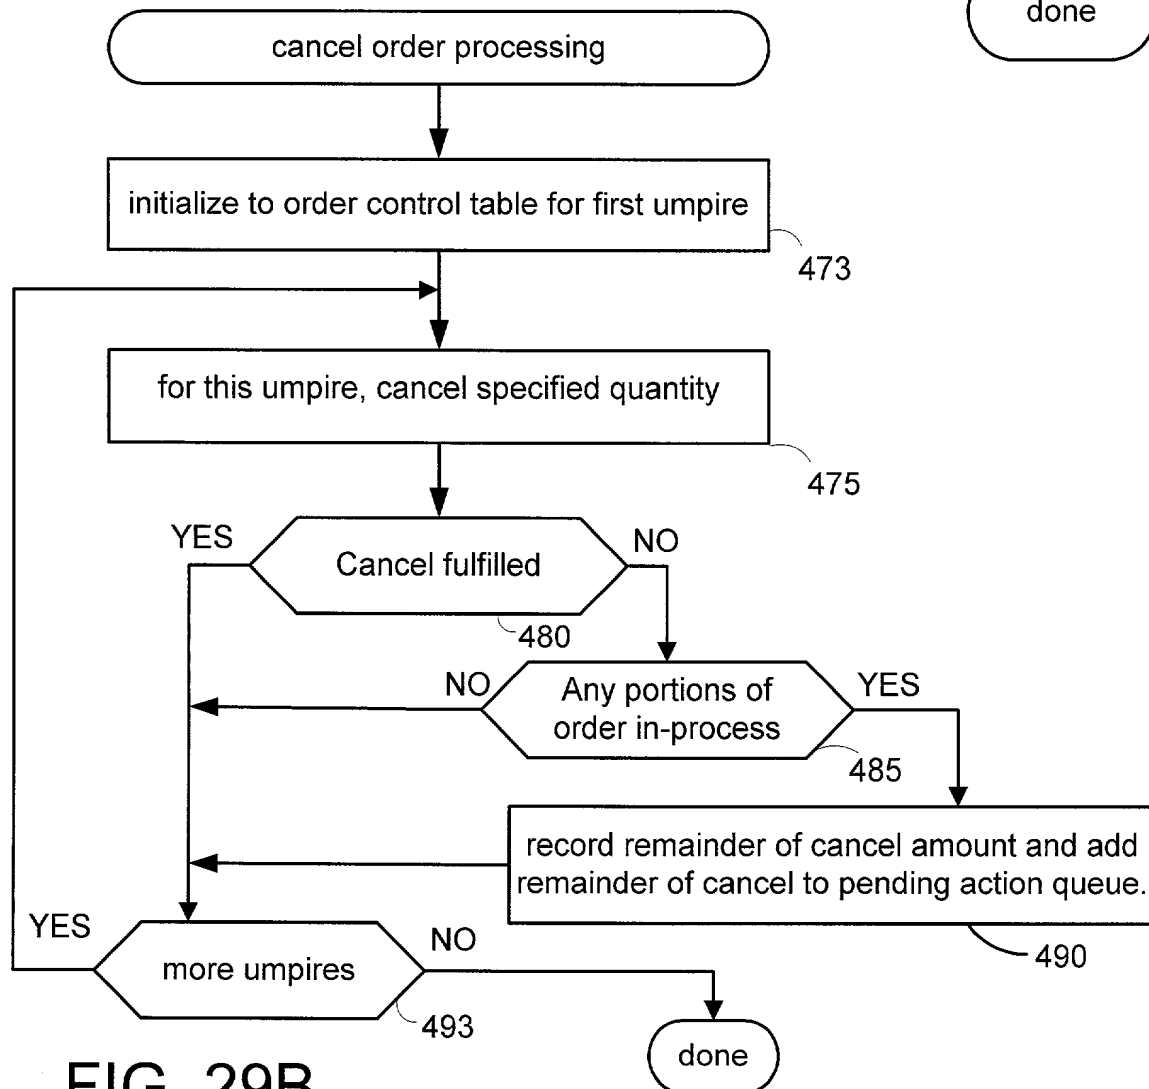 done
cancel order processing
initialize to order control table for first umpire
473
for this umpire, cancel specified quantity
475
YES
NO
Cancel fulfilled
480
NO
Any portions of
order in-process
YES
485
record remainder of cancel amount and add
remainder of cancel to pending action queue.
490
YES
more umpires
NO
493
done
FIG. 29B